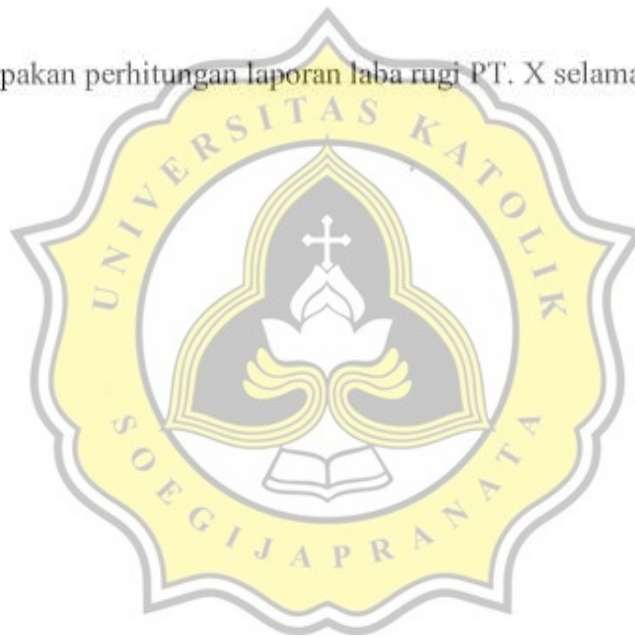 pakan perhitungan laporan laba rugi PT. X selama
UNIVERSITAS KATOLIK
SOEGIJAPRANATA